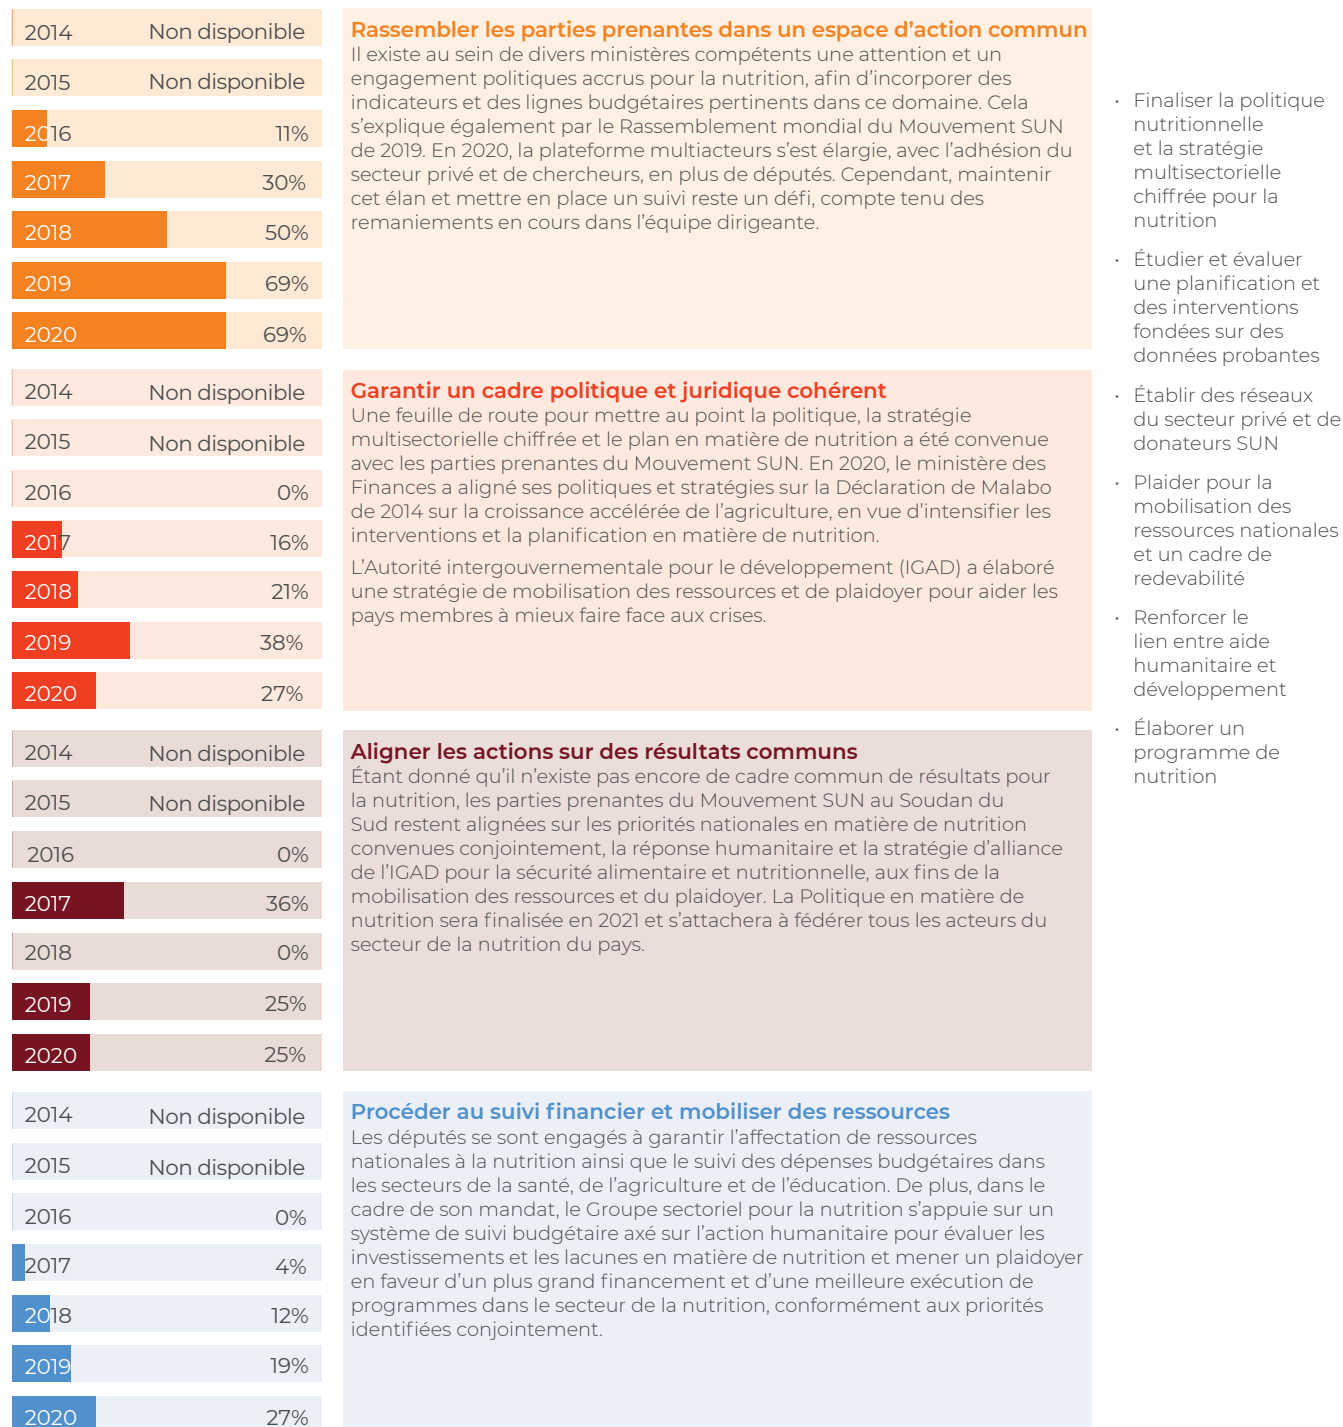 2014 Non disponible
2015 Non disponible
2016 11%
2017 30%
2018 50%
2019 69%
2020 69%
Rassembler les parties prenantes dans un espace d’action commun
Il existe au sein de divers ministères compétents une attention et un
engagement politiques accrus pour la nutrition, afin d’incorporer des
indicateurs et des lignes budgétaires pertinents dans ce domaine. Cela
s’explique également par le Rassemblement mondial du Mouvement SUN
de 2019. En 2020, la plateforme multiacteurs s’est élargie, avec l’adhésion du
secteur privé et de chercheurs, en plus de députés. Cependant, maintenir
cet élan et mettre en place un suivi reste un défi, compte tenu des
remaniements en cours dans l’équipe dirigeante.
2014 Non disponible
2015 Non disponible
2016 0%
2017 16%
2018 21%
2019 38%
2020 27%
Garantir un cadre politique et juridique cohérent
Une feuille de route pour mettre au point la politique, la stratégie
multisectorielle chiffrée et le plan en matière de nutrition a été convenue
avec les parties prenantes du Mouvement SUN. En 2020, le ministère des
Finances a aligné ses politiques et stratégies sur la Déclaration de Malabo
de 2014 sur la croissance accélérée de l’agriculture, en vue d’intensifier les
interventions et la planification en matière de nutrition.
L’Autorité intergouvernementale pour le développement (IGAD) a élaboré
une stratégie de mobilisation des ressources et de plaidoyer pour aider les
pays membres à mieux faire face aux crises.
2014 Non disponible
2015 Non disponible
2016 0%
2017 36%
2018 0%
2019 25%
2020 25%
Aligner les actions sur des résultats communs
Étant donné qu’il n’existe pas encore de cadre commun de résultats pour
la nutrition, les parties prenantes du Mouvement SUN au Soudan du
Sud restent alignées sur les priorités nationales en matière de nutrition
convenues conjointement, la réponse humanitaire et la stratégie d’alliance
de l’IGAD pour la sécurité alimentaire et nutritionnelle, aux fins de la
mobilisation des ressources et du plaidoyer. La Politique en matière de
nutrition sera finalisée en 2021 et s’attachera à fédérer tous les acteurs du
secteur de la nutrition du pays.
2014 Non disponible
2015 Non disponible
2016 0%
2017 4%
2018 12%
2019 19%
2020 27%
Procéder au suivi financier et mobiliser des ressources
Les députés se sont engagés à garantir l’affectation de ressources
nationales à la nutrition ainsi que le suivi des dépenses budgétaires dans
les secteurs de la santé, de l’agriculture et de l’éducation. De plus, dans le
cadre de son mandat, le Groupe sectoriel pour la nutrition s’appuie sur un
système de suivi budgétaire axé sur l’action humanitaire pour évaluer les
investissements et les lacunes en matière de nutrition et mener un plaidoyer
en faveur d’un plus grand financement et d’une meilleure exécution de
programmes dans le secteur de la nutrition, conformément aux priorités
identifiées conjointement.
• Finaliser la politique
nutritionnelle
et la stratégie
multisectorielle
chiffrée pour la
nutrition
• Étudier et évaluer
une planification et
des interventions
fondées sur des
données probantes
• Établir des réseaux
du secteur privé et de
donateurs SUN
• Plaider pour la
mobilisation des
ressources nationales
et un cadre de
redevabilité
• Renforcer le
lien entre aide
humanitaire et
développement
• Élaborer un
programme de
nutrition